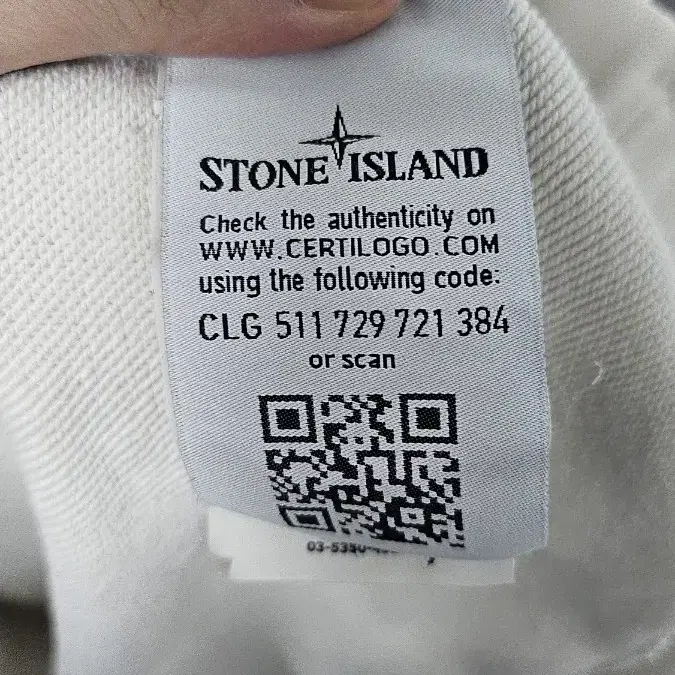 STONE ISLAND
Check the authenticity on
WWW.CERTILOGO.COM
using the following code:
CLG 511 729 721 384
or scan